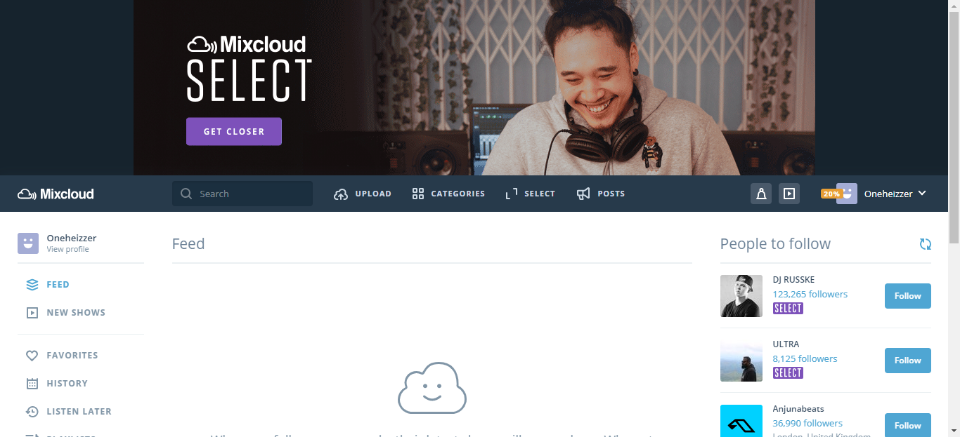 Mixcloud
SELECT
GET CLOSER
Mixcloud
Search
UPLOAD
CATEGORIES
SELECT
POSTS
20%
Oneheizzer
Oneheizzer
View profile
FEED
NEW SHOWS
FAVORITES
HISTORY
LISTEN LATER
Feed
People to follow
DJ RUSSKE
123,265 followers
SELECT
Follow
ULTRA
8,125 followers
SELECT
Follow
Anjunabeats
36,990 followers
London, United Kingdom
Follow